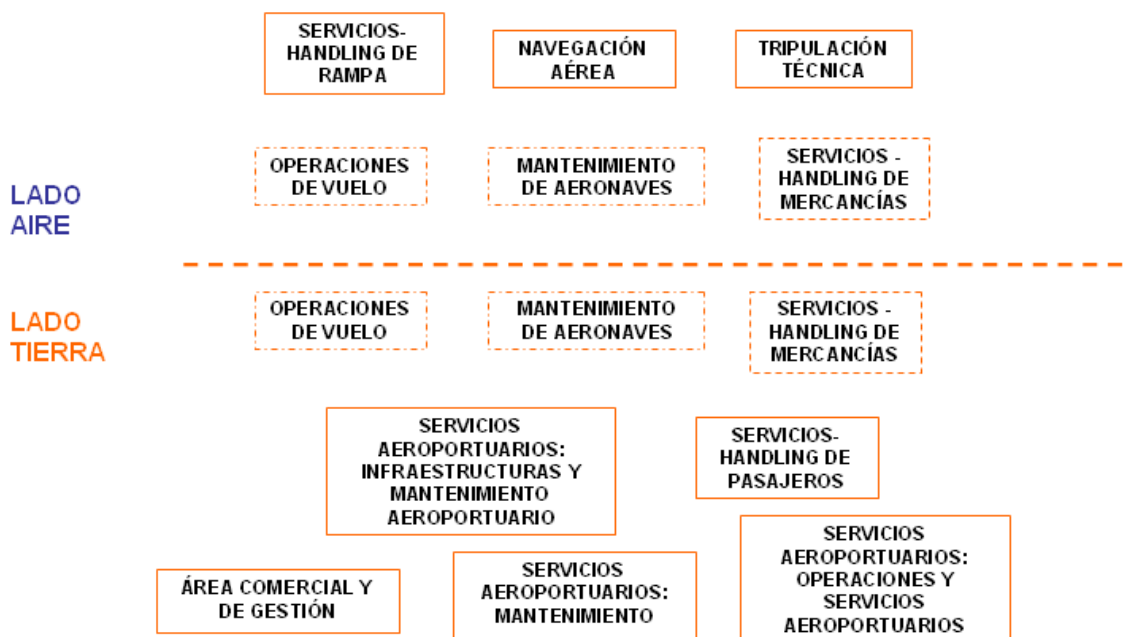 SERVICIOS-
HANDLING DE
RAMPA
NAVEGACIÓN
AÉREA
TRIPULACIÓN
TÉCNICA
LADO
AIRE
OPERACIONES
DE VUELO
MANTENIMIENTO
DE AERONAVES
SERVICIOS -
HANDLING DE
MERCANCÍAS
LADO
TIERRA
OPERACIONES
DE VUELO
MANTENIMIENTO
DE AERONAVES
SERVICIOS -
HANDLING DE
MERCANCÍAS
SERVICIOS
AEROPORTUARIOS:
INFRAESTRUCTURAS Y
MANTENIMIENTO
AEROPORTUARIO
SERVICIOS-
HANDLING DE
PASAJEROS
ÁREA COMERCIAL Y
DE GESTIÓN
SERVICIOS
AEROPORTUARIOS:
MANTENIMIENTO
SERVICIOS
AEROPORTUARIOS:
OPERACIONES Y
SERVICIOS
AEROPORTUARIOS